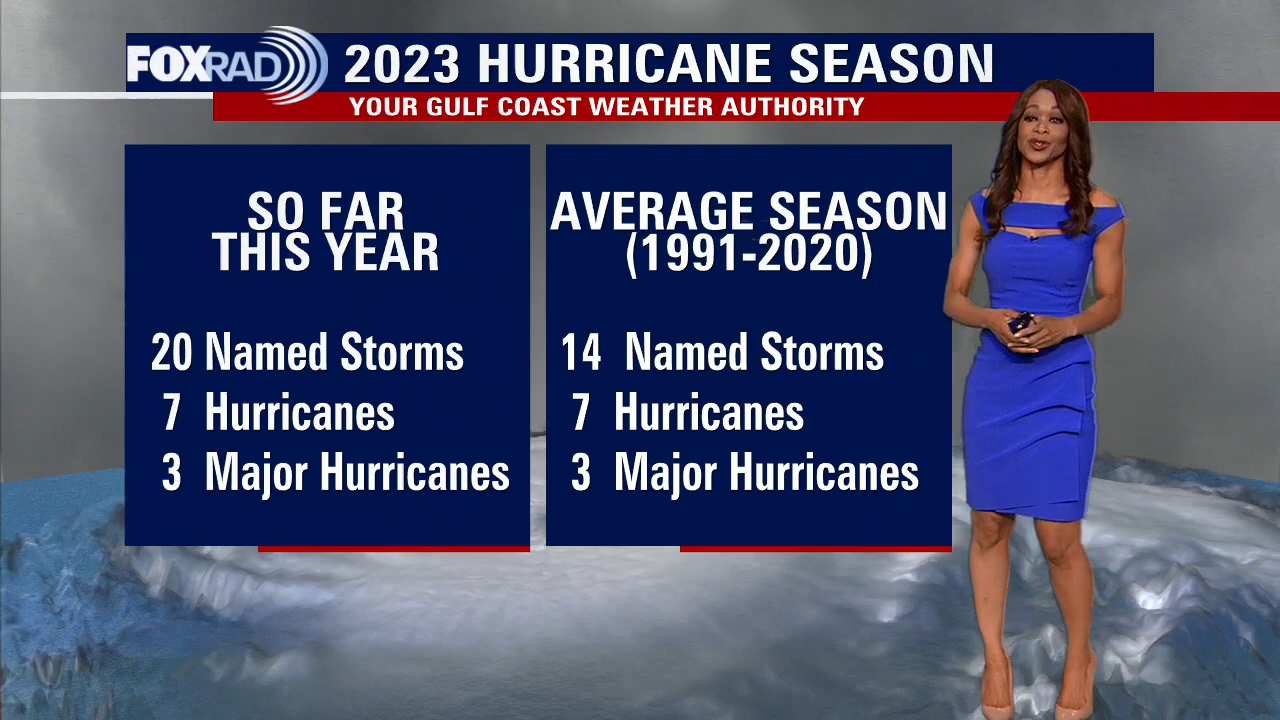 FOXRAD
2023 HURRICANE SEASON
YOUR GULF COAST WEATHER AUTHORITY
SO FAR
THIS YEAR
20 Named Storms
7 Hurricanes
3 Major Hurricanes
AVERAGE SEASON
(1991-2020)
14 Named Storms
7 Hurricanes
3 Major Hurricanes